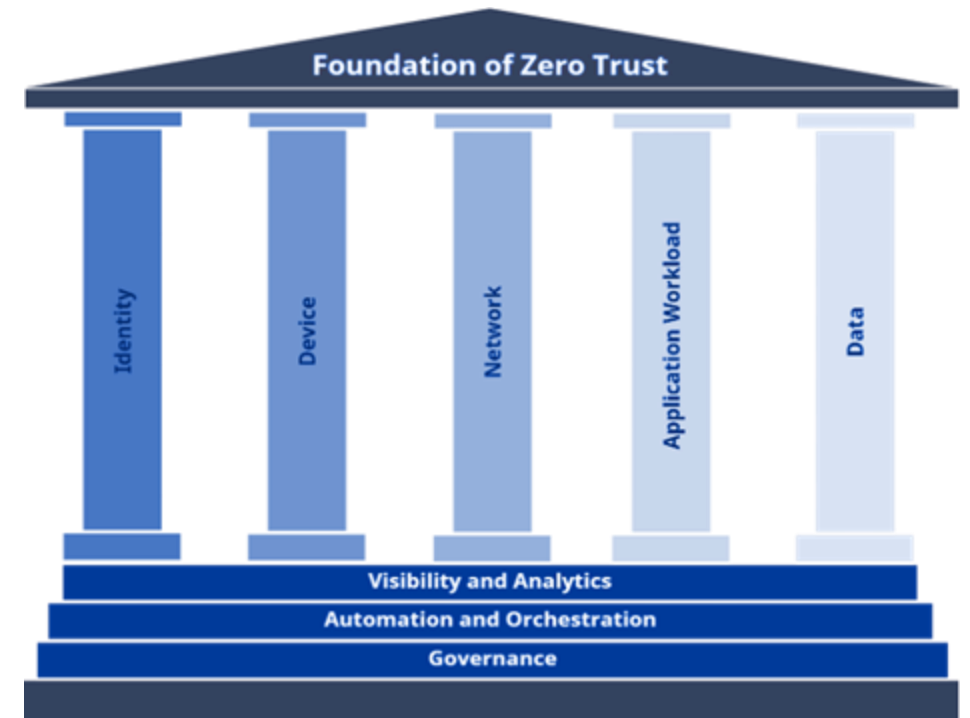 Foundation of Zero Trust
Identity
Device
Network
Application Workload
Data
Visibility and Analytics
Automation and Orchestration
Governance